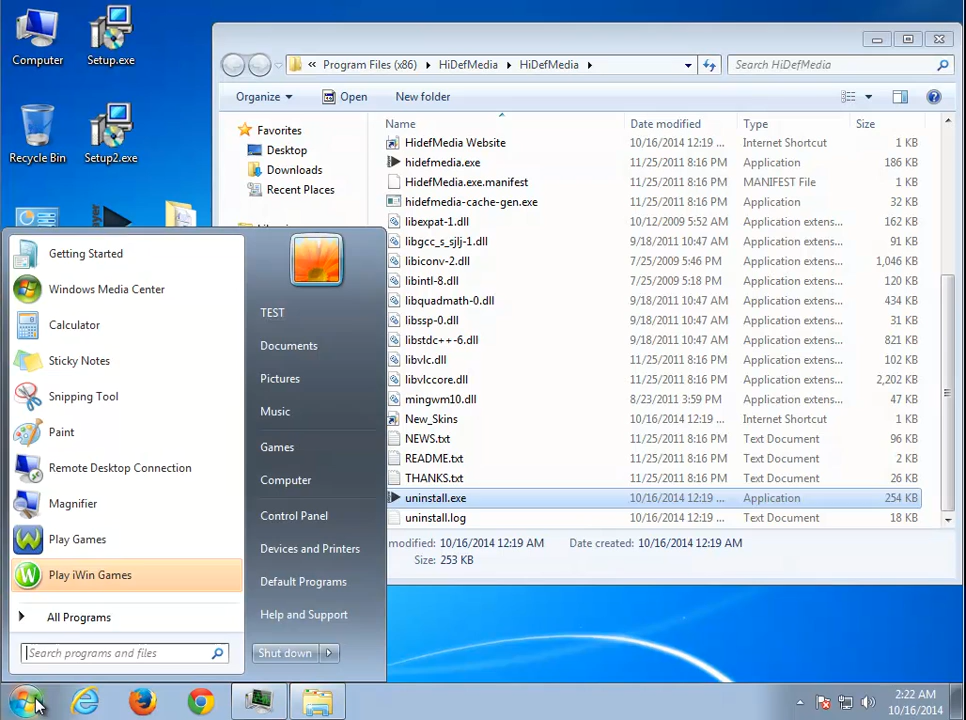 Computer
Setup.exe
Recycle Bin
Setup2.exe
« Program Files (x86) HiDefMedia HiDefMedia
Search HiDefMedia
Organize Open New folder
Favorites
Desktop
Downloads
Recent Places
Name Date modified Type Size
HidefMedia Website 10/16/2014 12:19 ... Internet Shortcut 1 KB
hidefmedia.exe 11/25/2011 8:16 PM Application 186 KB
HidefMedia.exe.manifest 11/25/2011 8:16 PM MANIFEST File 1 KB
hidefmedia-cache-gen.exe 11/25/2011 8:16 PM Application 32 KB
libexpat-1.dll 10/12/2009 5:52 AM Application extens... 162 KB
libgcc_s_sjlj-1.dll 9/18/2011 10:47 AM Application extens... 91 KB
libiconv-2.dll 7/25/2009 5:46 PM Application extens... 1,046 KB
libintl-8.dll 7/25/2009 5:18 PM Application extens... 120 KB
libquadmath-0.dll 9/18/2011 10:47 AM Application extens... 434 KB
libssp-0.dll 9/18/2011 10:47 AM Application extens... 31 KB
libstdc++-6.dll 9/18/2011 10:47 AM Application extens... 821 KB
libvlc.dll 11/25/2011 8:16 PM Application extens... 102 KB
libvlccore.dll 11/25/2011 8:16 PM Application extens... 2,202 KB
mingwm10.dll 8/23/2011 3:59 PM Application extens... 47 KB
New_Skins 10/16/2014 12:19 ... Internet Shortcut 1 KB
NEWS.txt 11/25/2011 8:16 PM Text Document 96 KB
README.txt 11/25/2011 8:16 PM Text Document 2 KB
THANKS.txt 11/25/2011 8:16 PM Text Document 26 KB
uninstall.exe 10/16/2014 12:19 ... Application 254 KB
uninstall.log 10/16/2014 12:19 ... Text Document 18 KB
modified: 10/16/2014 12:19 AM Date created: 10/16/2014 12:19 AM
Size: 253 KB
Getting Started
Windows Media Center
Calculator
Sticky Notes
Snipping Tool
Paint
Remote Desktop Connection
Magnifier
Play Games
Play iWin Games
All Programs
Search programs and files
TEST
Documents
Pictures
Music
Games
Computer
Control Panel
Devices and Printers
Default Programs
Help and Support
Shut down
2:22 AM
10/16/2014